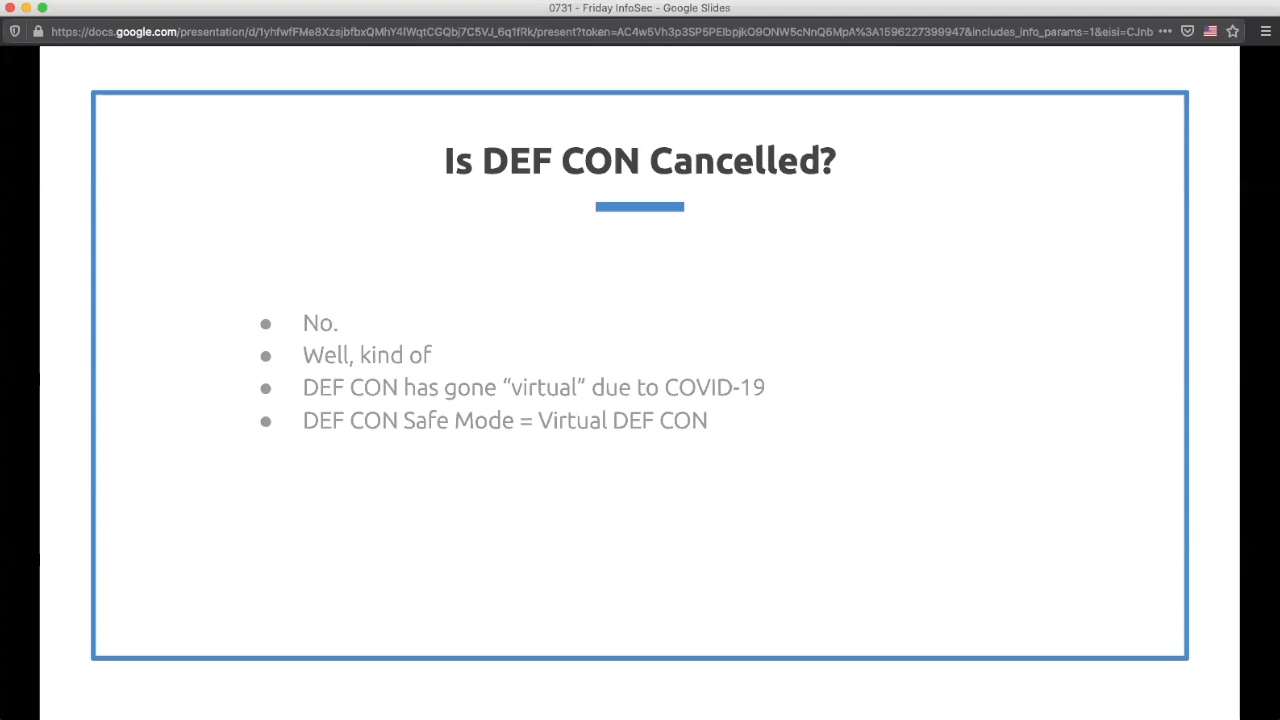 0731 - Friday InfoSec - Google Slides
Is DEF CON Cancelled?
● No.
● Well, kind of
● DEF CON has gone “virtual” due to COVID-19
● DEF CON Safe Mode = Virtual DEF CON